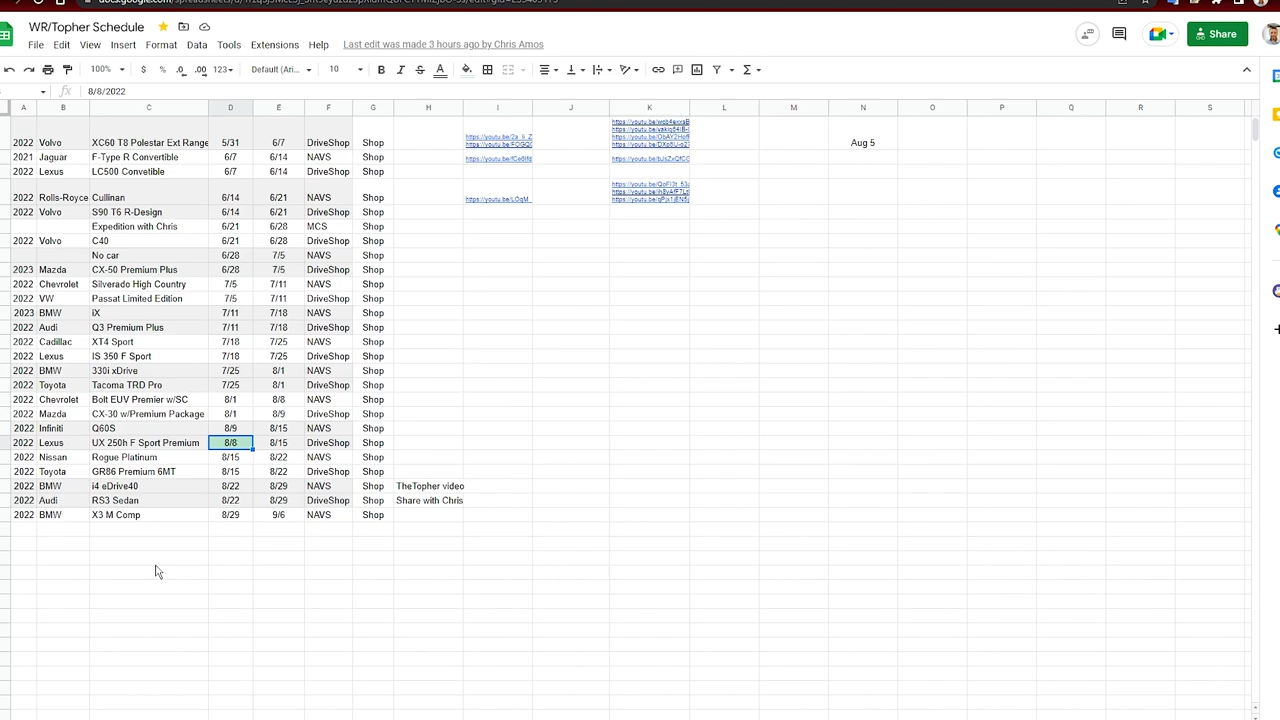 WR/Topher Schedule
File Edit View Insert Format Data Tools Extensions Help Last edit was made 3 hours ago by Chris Amos
Share
100% $ % .0 .00 123 Default (Ari... 10 B I S A
fx 8/8/2022
A B C D E F G H I J K L M N O P Q R S
2022 Volvo XC60 T8 Polestar Ext Range 5/31 6/7 DriveShop Shop Aug 5
2021 Jaguar F-Type R Convertible 6/7 6/14 NAVS Shop
2022 Lexus LC500 Convetible 6/7 6/14 DriveShop Shop
2022 Rolls-Royce Cullinan 6/14 6/21 NAVS Shop
2022 Volvo S90 T6 R-Design 6/14 6/21 DriveShop Shop
Expedition with Chris 6/21 6/28 MCS Shop
2022 Volvo C40 6/21 6/28 DriveShop Shop
No car 6/28 7/5 NAVS Shop
2023 Mazda CX-50 Premium Plus 6/28 7/5 DriveShop Shop
2022 Chevrolet Silverado High Country 7/5 7/11 NAVS Shop
2022 VW Passat Limited Edition 7/5 7/11 DriveShop Shop
2023 BMW iX 7/11 7/18 NAVS Shop
2022 Audi Q3 Premium Plus 7/11 7/18 DriveShop Shop
2022 Cadillac XT4 Sport 7/18 7/25 NAVS Shop
2022 Lexus IS 350 F Sport 7/18 7/25 DriveShop Shop
2022 BMW 330i xDrive 7/25 8/1 NAVS Shop
2022 Toyota Tacoma TRD Pro 7/25 8/1 DriveShop Shop
2022 Chevrolet Bolt EUV Premier w/SC 8/1 8/8 NAVS Shop
2022 Mazda CX-30 w/Premium Package 8/1 8/9 DriveShop Shop
2022 Infiniti Q60S 8/9 8/15 NAVS Shop
2022 Lexus UX 250h F Sport Premium 8/8 8/15 DriveShop Shop
2022 Nissan Rogue Platinum 8/15 8/22 NAVS Shop
2022 Toyota GR86 Premium 6MT 8/15 8/22 DriveShop Shop
2022 BMW i4 eDrive40 8/22 8/29 NAVS Shop TheTopher video
2022 Audi RS3 Sedan 8/22 8/29 DriveShop Shop Share with Chris
2022 BMW X3 M Comp 8/29 9/6 NAVS Shop